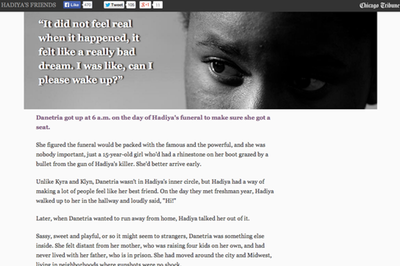 HADIYA'S FRIENDS Like 470 Tweet 108 Chicago Tribune
"It did not feel real
when it happened, it
felt like a really bad
dream. I was like, can I
please wake up?"
Danetria got up at 6 a.m. on the day of Hadiya's funeral to make sure she got a
seat.
She figured the funeral would be packed with the famous and the powerful, and she was
nobody important, just a 15-year-old girl who'd had a rhinestone on her boot grazed by a
bullet from the gun of Hadiya's killer. She'd better arrive early.
Unlike Kyra and Klyn, Danetria wasn't in Hadiya's inner circle, but Hadiya had a way of
making a lot of people feel like her best friend. On the day they met freshman year, Hadiya
walked up to her in the hallway and loudly said, "Hi!"
Later, when Danetria wanted to run away from home, Hadiya talked her out of it.
Sassy, sweet and playful, or so it might seem to strangers, Danetria was something else
inside. She felt distant from her mother, who was raising four kids on her own, and had
never lived with her father, who is in prison. She had moved around the city and Midwest,
living in neighborhoods where gunshots were no shock.